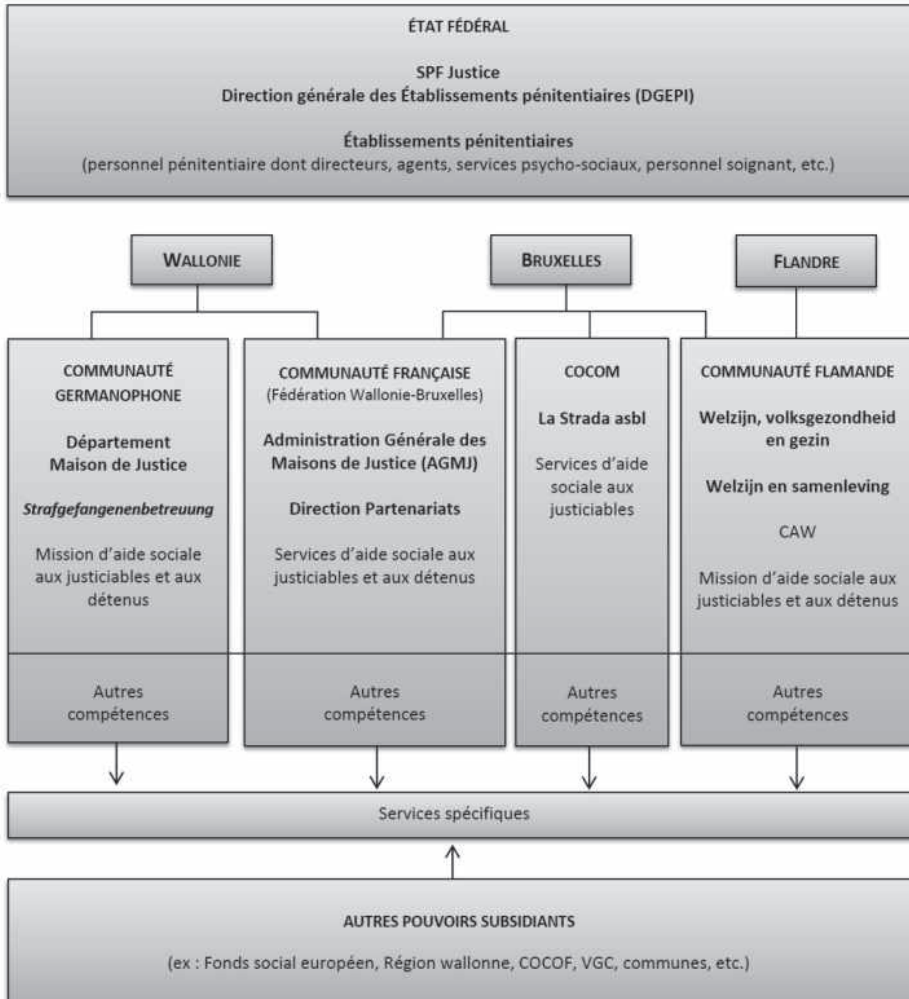 ÉTAT FÉDÉRAL
SPF Justice
Direction générale des Établissements pénitentiaires (DGEPI)
Établissements pénitentiaires
(personnel pénitentiaire dont directeurs, agents, services psycho-sociaux, personnel soignant, etc.)
WALLONIE
BRUXELLES
FLANDRE
COMMUNAUTÉ
GERMANOPHONE
Département
Maison de Justice
Strafgefangenenbetreuung
Mission d'aide sociale
aux justiciables et aux
détenus
COMMUNAUTÉ FRANÇAISE
(Fédération Wallonie-Bruxelles)
Administration Générale des
Maisons de Justice (AGMJ)
Direction Partenariats
Services d'aide sociale aux
justiciables et aux détenus
COCOM
La Strada asbl
Services d'aide
sociale aux
justiciables
COMMUNAUTÉ FLAMANDE
Welzijn, volksgezondheid
en gezin
Welzijn en samenleving
CAW
Mission d'aide sociale aux
justiciables et aux détenus
Autres
compétences
Autres
compétences
Autres
compétences
Autres
compétences
Services spécifiques
AUTRES POUVOIRS SUBSIDIANTS
(ex : Fonds social européen, Région wallonne, COCOF, VGC, communes, etc.)